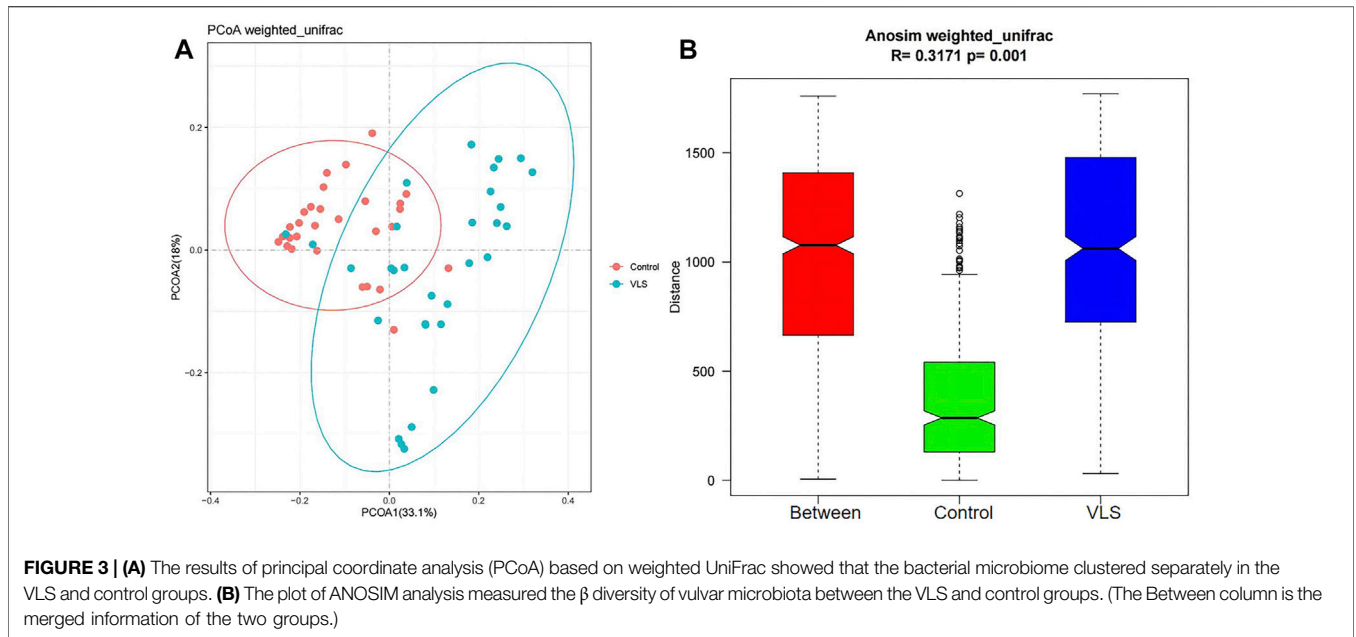 A
PCoA weighted_unifrac
0.2
0.0
−0.2
PCOA2(18%)
−0.4
−0.2
0.0
0.2
0.4
PCOA1(33.1%)
Control
VLS
B
Anosim weighted_unifrac
R= 0.3171 p= 0.001
1500
1000
500
0
Distance
Between
Control
VLS
FIGURE 3 | (A) The results of principal coordinate analysis (PCoA) based on weighted UniFrac showed that the bacterial microbiome clustered separately in the
VLS and control groups. (B) The plot of ANOSIM analysis measured the β diversity of vulvar microbiota between the VLS and control groups. (The Between column is the
merged information of the two groups.)